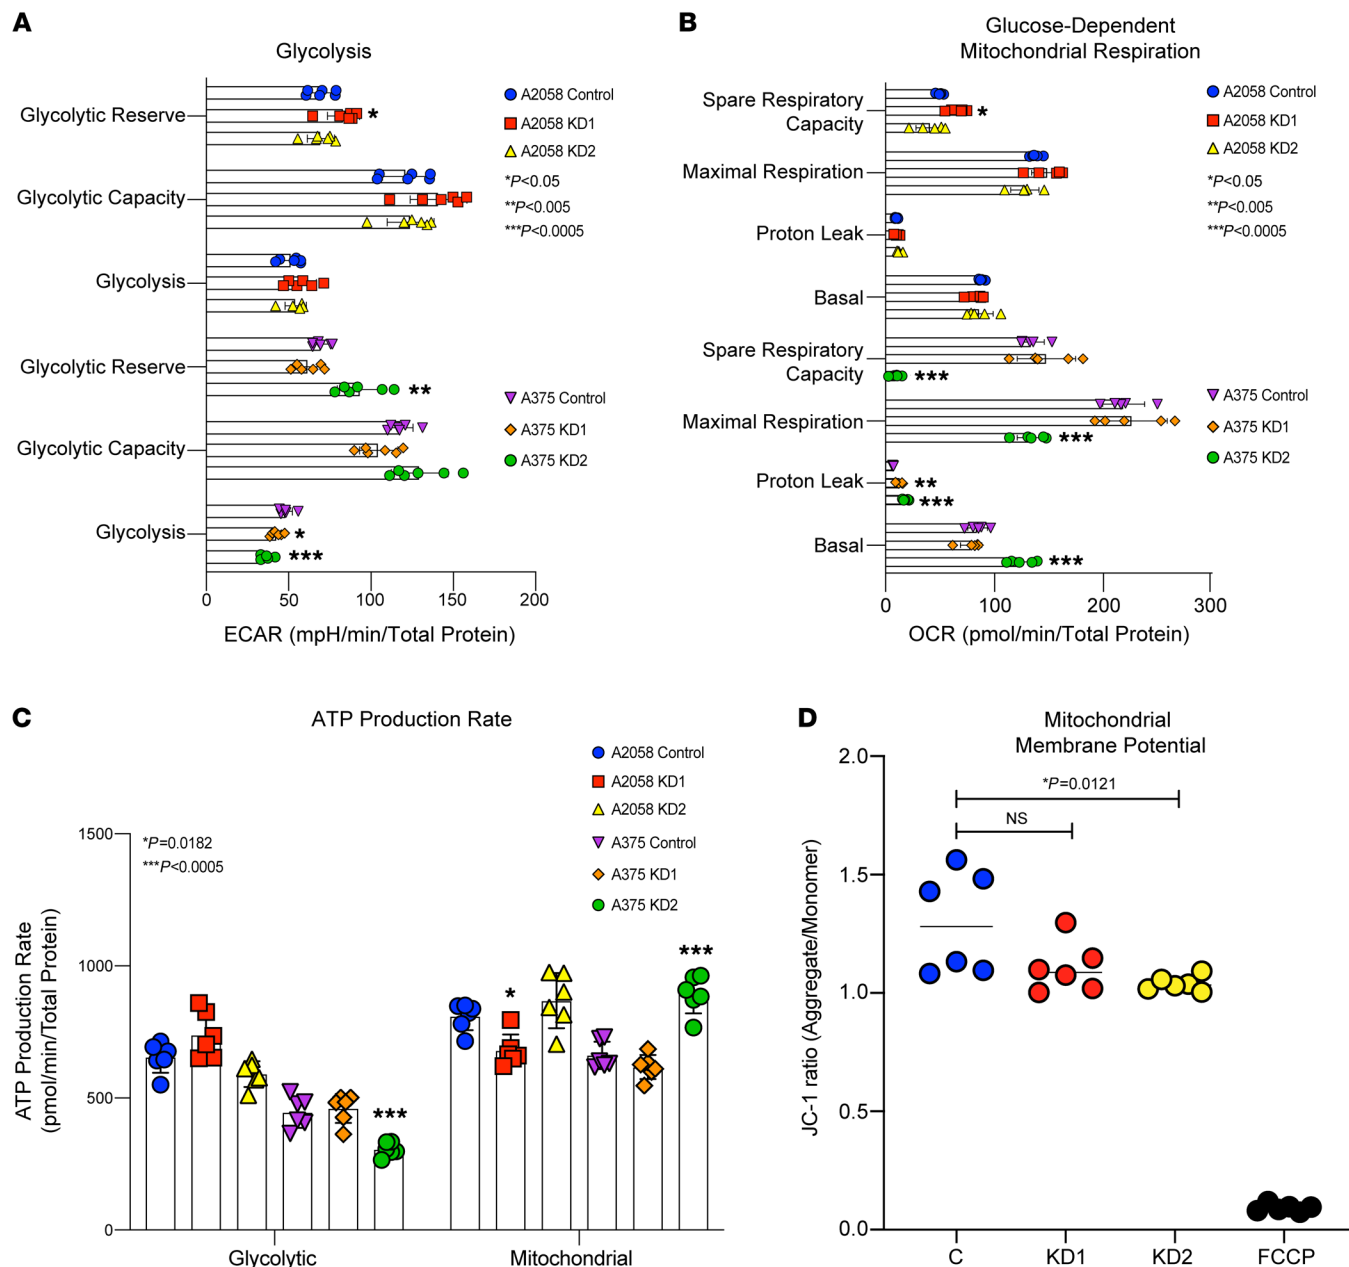 A
Glycolysis
Glycolytic Reserve
Glycolytic Capacity
Glycolysis
Glycolytic Reserve
Glycolytic Capacity
Glycolysis
*
**
*
***
A2058 Control
A2058 KD1
A2058 KD2
*P<0.05
**P<0.005
***P<0.0005
A375 Control
A375 KD1
A375 KD2
0 50 100 150 200
ECAR (mpH/min/Total Protein)
B
Glucose-Dependent
Mitochondrial Respiration
Spare Respiratory
Capacity
Maximal Respiration
Proton Leak
Basal
Spare Respiratory
Capacity
Maximal Respiration
Proton Leak
Basal
*
***
***
**
***
***
A2058 Control
A2058 KD1
A2058 KD2
*P<0.05
**P<0.005
***P<0.0005
A375 Control
A375 KD1
A375 KD2
0 100 200 300
OCR (pmol/min/Total Protein)
C
ATP Production Rate
A2058 Control
A2058 KD1
A2058 KD2
A375 Control
A375 KD1
A375 KD2
*P=0.0182
***P<0.0005
ATP Production Rate
(pmol/min/Total Protein)
1500
1000
500
0
***
*
***
Glycolytic Mitochondrial
D
Mitochondrial
Membrane Potential
*P=0.0121
NS
JC-1 ratio (Aggregate/Monomer)
2.0
1.5
1.0
0.5
0.0
C KD1 KD2 FCCP